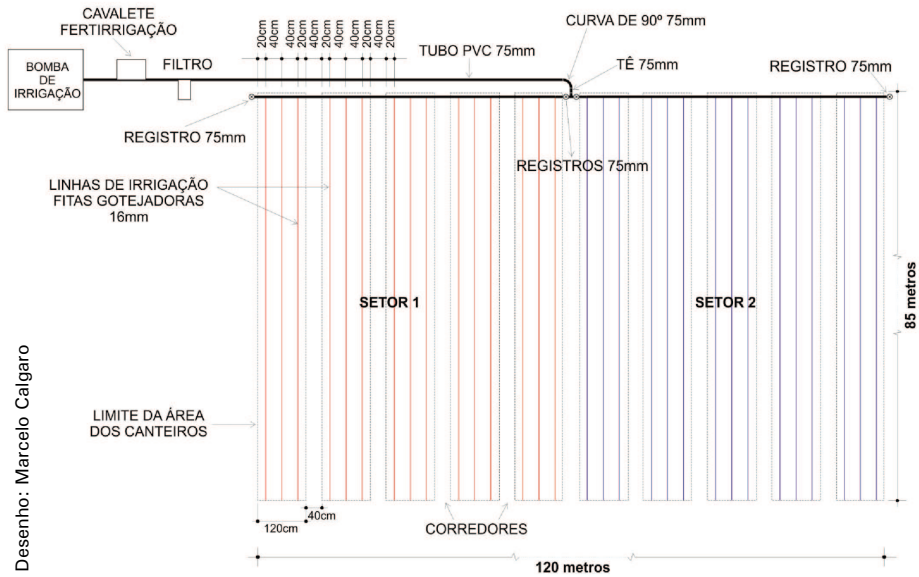 CAVALETE
FERTIRRIGAÇÃO
BOMBA
DE
IRRIGAÇÃO
FILTRO
20cm
40cm
40cm
20cm
40cm
20cm
40cm
40cm
20cm
40cm
20cm
TUBO PVC 75mm
CURVA DE 90º 75mm
TÊ 75mm
REGISTRO 75mm
REGISTRO 75mm
REGISTROS 75mm
LINHAS DE IRRIGAÇÃO
FITAS GOTEJADORAS
16mm
SETOR 1
SETOR 2
85 metros
LIMITE DA ÁREA
DOS CANTEIROS
40cm
120cm
CORREDORES
120 metros
Desenho: Marcelo Calgaro